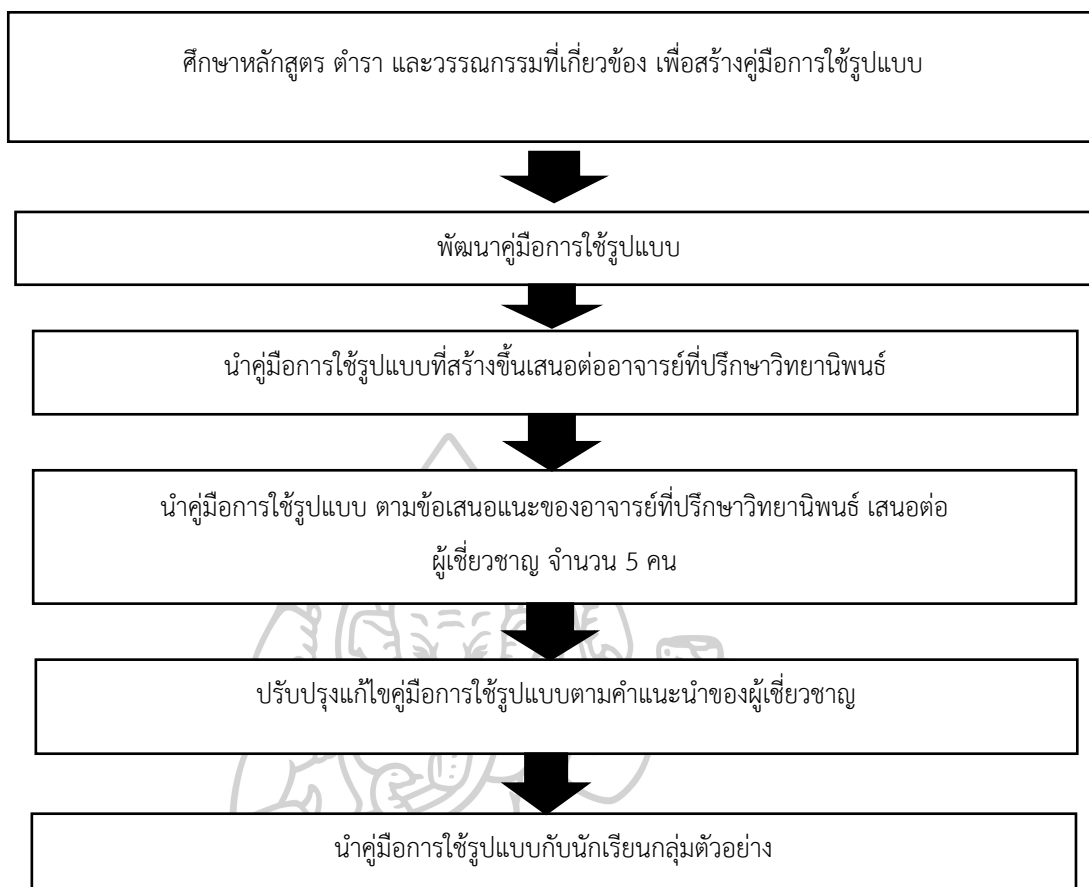 ศึกษาหลักสูตร ตำรา และวรรณกรรมที่เกี่ยวข้อง เพื่อสร้างคู่มือการใช้รูปแบบ
พัฒนาคู่มือการใช้รูปแบบ
นำคู่มือการใช้รูปแบบที่สร้างขึ้นเสนอต่ออาจารย์ที่ปรึกษาวิทยานิพนธ์
นำคู่มือการใช้รูปแบบ ตามข้อเสนอแนะของอาจารย์ที่ปรึกษาวิทยานิพนธ์ เสนอต่อ
ผู้เชี่ยวชาญ จำนวน 5 คน
ปรับปรุงแก้ไขคู่มือการใช้รูปแบบตามคำแนะนำของผู้เชี่ยวชาญ
นำคู่มือการใช้รูปแบบกับนักเรียนกลุ่มตัวอย่าง